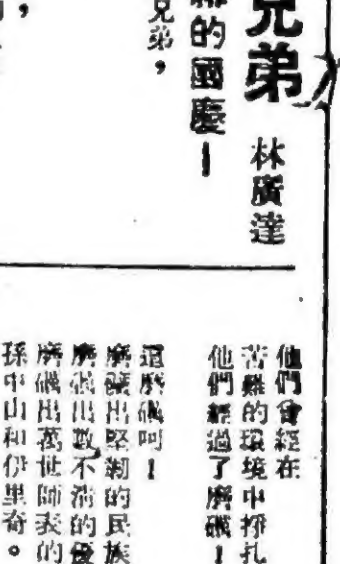 兄弟 林廣達
的國慶—
兄弟，
，
他們曾經在
苦難的環境中掙扎
他們經過了磨礪！
這磨礪呵！
磨礪出堅韌的民族
磨礪出數不清的優
磨礪出萬世師表的
孫中山和伊里奇。